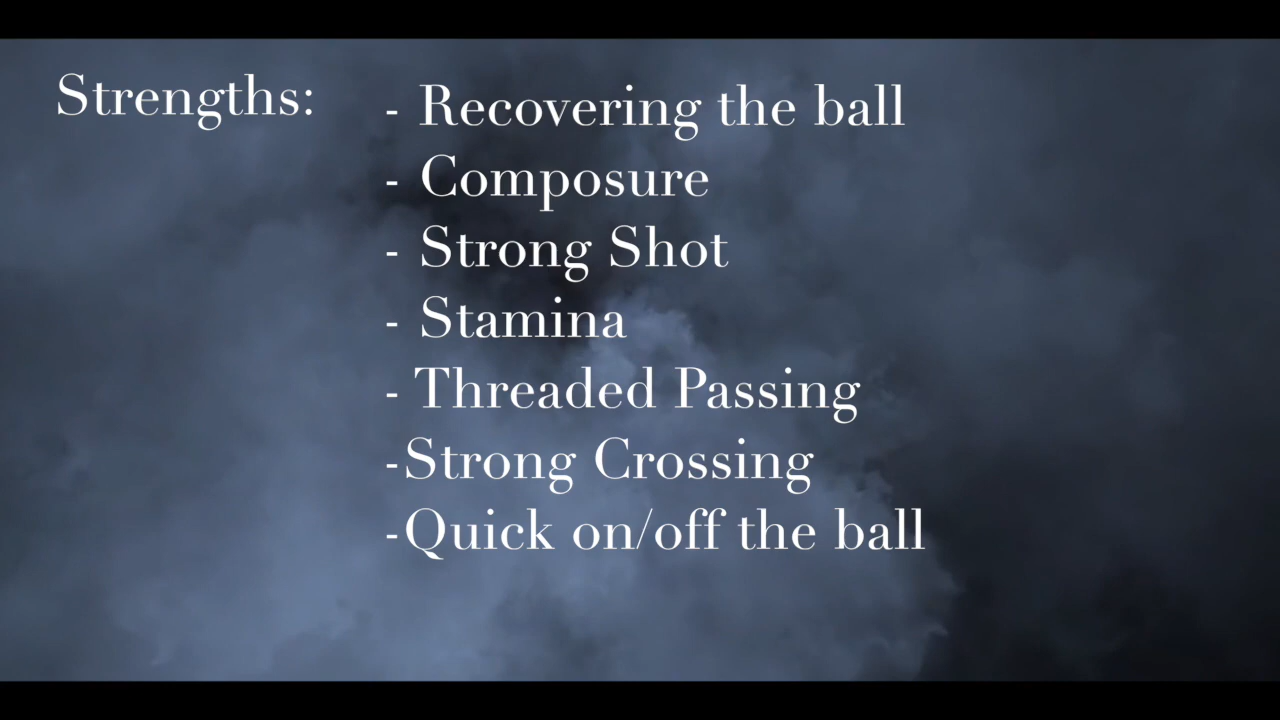 Strengths:
- Recovering the ball
- Composure
- Strong Shot
- Stamina
- Threaded Passing
-Strong Crossing
-Quick on/off the ball